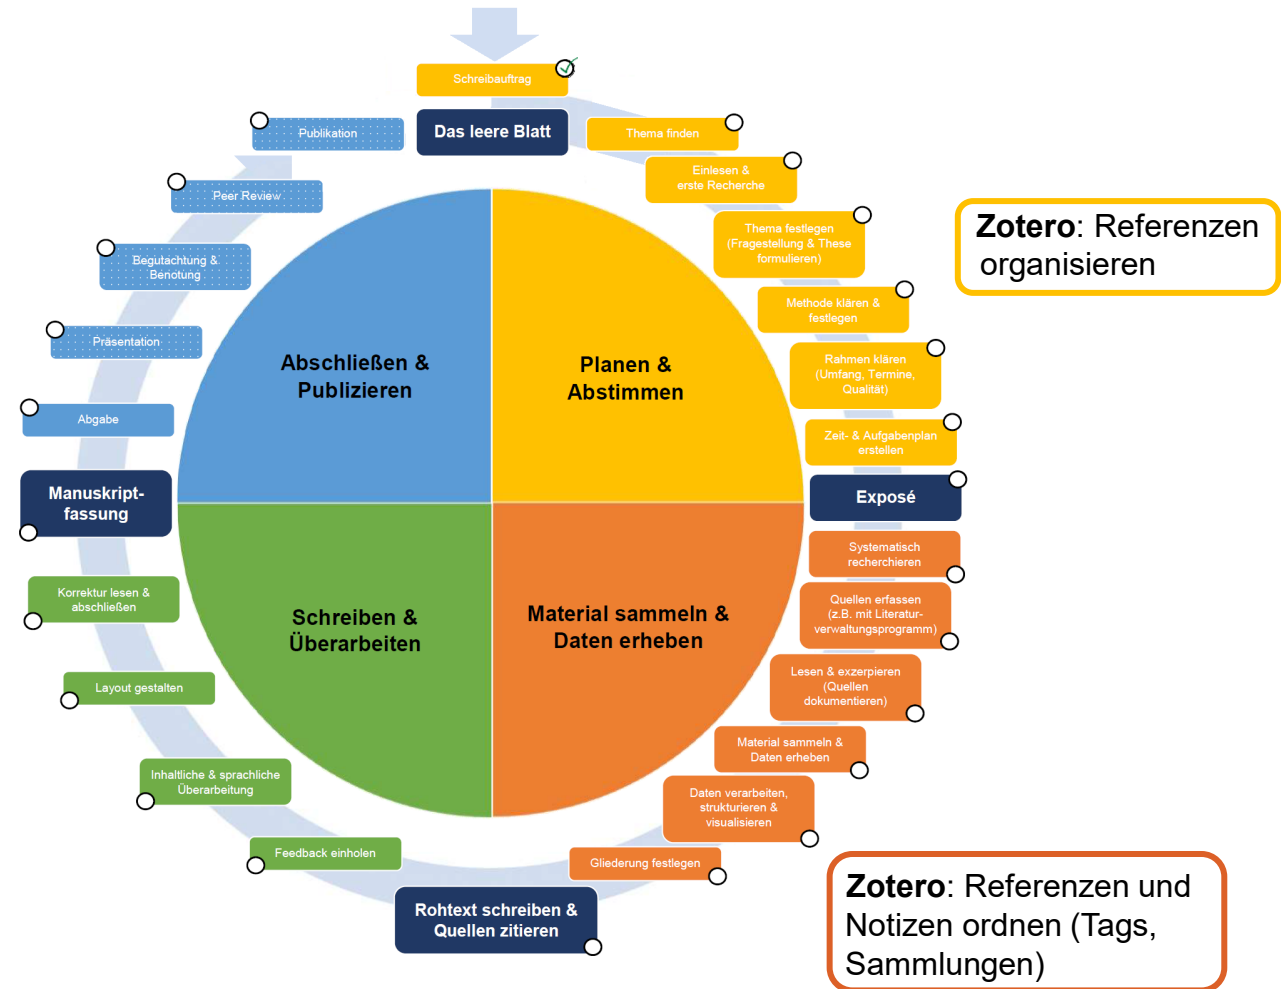 Schreibauftrag
Das leere Blatt
Thema finden
Einlesen &
erste Recherche
Thema festlegen
(Fragestellung & These
formulieren)
Methode klären &
festlegen
Rahmen klären
(Umfang, Termine,
Qualität)
Zeit- & Aufgabenplan
erstellen
Exposé
Systematisch
recherchieren
Quellen erfassen
(z.B. mit Literatur-
verwaltungsprogramm)
Lesen & exzerpieren
(Quellen
dokumentieren)
Material sammeln &
Daten erheben
Daten verarbeiten,
strukturieren &
visualisieren
Gliederung festlegen
Rohtext schreiben &
Quellen zitieren
Feedback einholen
Inhaltliche & sprachliche
Überarbeitung
Layout gestalten
Korrektur lesen &
abschließen
Manuskript-
fassung
Abgabe
Präsentation
Begutachtung &
Benotung
Peer Review
Publikation
Abschließen &
Publizieren
Planen &
Abstimmen
Schreiben &
Überarbeiten
Material sammeln &
Daten erheben
Zotero: Referenzen
organisieren
Zotero: Referenzen und
Notizen ordnen (Tags,
Sammlungen)